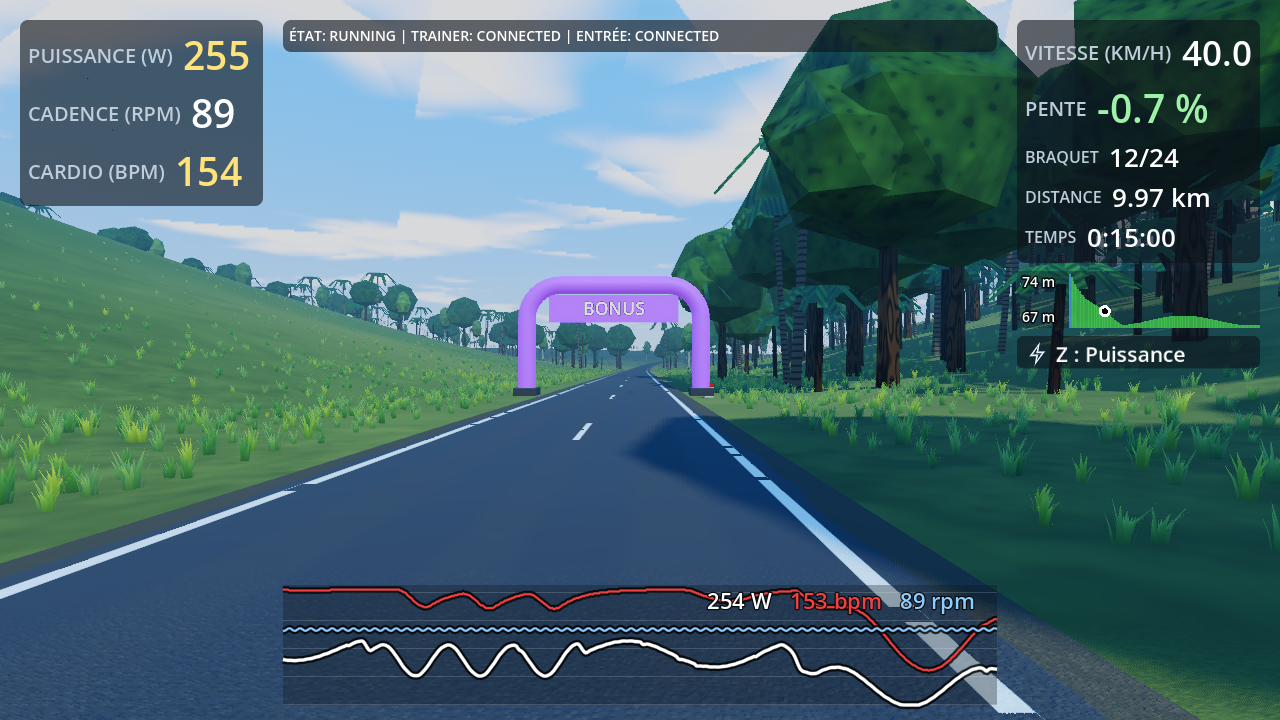 PUISSANCE (W) 255
CADENCE (RPM) 89
CARDIO (BPM) 154
ÉTAT: RUNNING | TRAINER: CONNECTED | ENTRÉE: CONNECTED
VITESSE (KM/H) 40.0
PENTE -0.7 %
BRAQUET 12/24
DISTANCE 9.97 km
TEMPS 0:15:00
74 m
67 m
Z : Puissance
BONUS
254 W 153 bpm 89 rpm